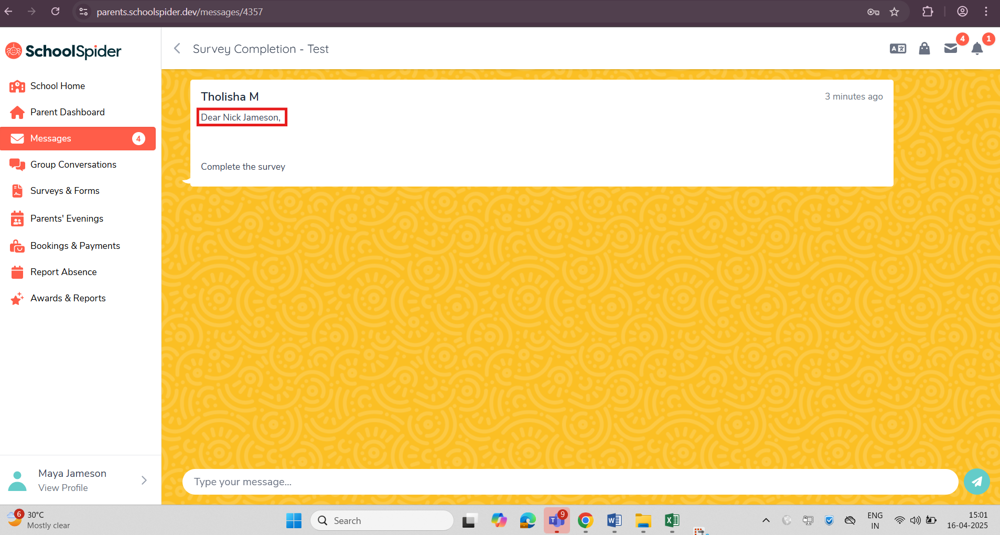 parents.schoolspider.dev/messages/4357
SchoolSpider
Survey Completion - Test
4
1
School Home
Parent Dashboard
Messages
4
Group Conversations
Surveys & Forms
Parents' Evenings
Bookings & Payments
Report Absence
Awards & Reports
Tholisha M
3 minutes ago
Dear Nick Jameson,
Complete the survey
Maya Jameson
View Profile
Type your message...
6
30°C
Mostly clear
Search
9
ENG
IN
15:01
16-04-2025